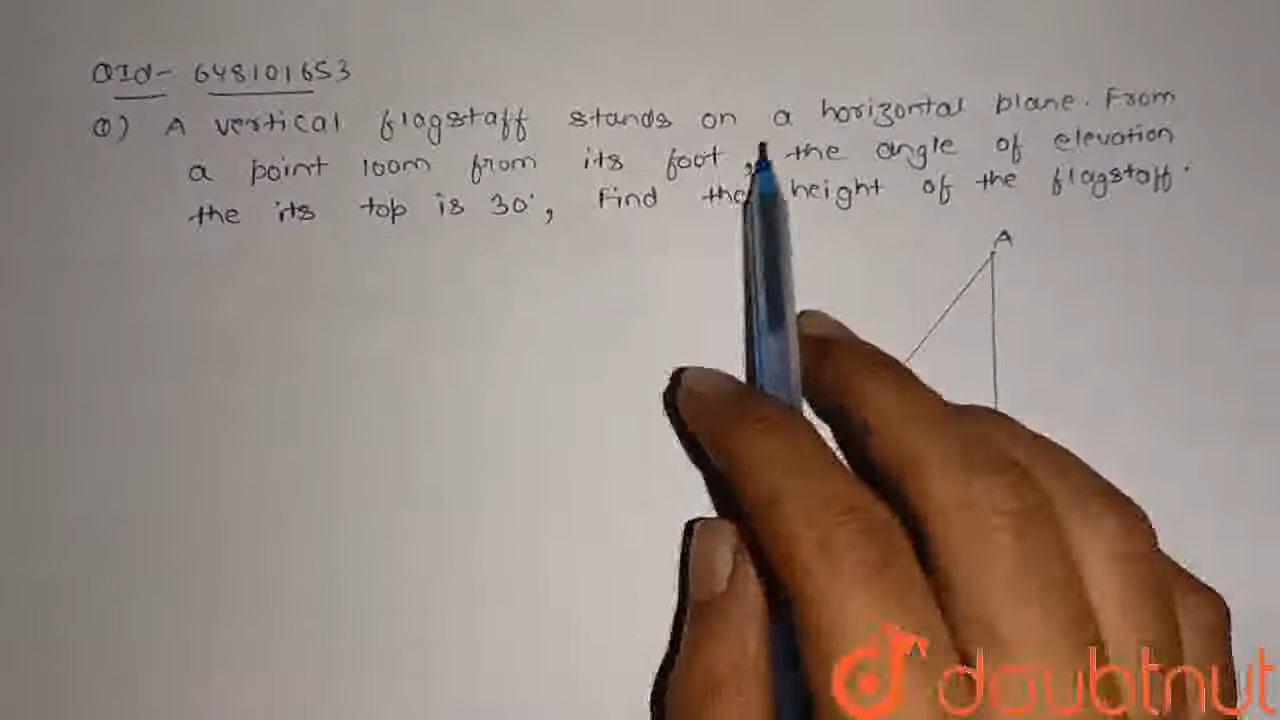 QId- 648101653
Q) A vertical flagstaff stands on a horizontal plane. From
a point 100m from its foot, the angle of elevation
the its top is 30°, Find the height of the flagstaff.
A
doubtnut